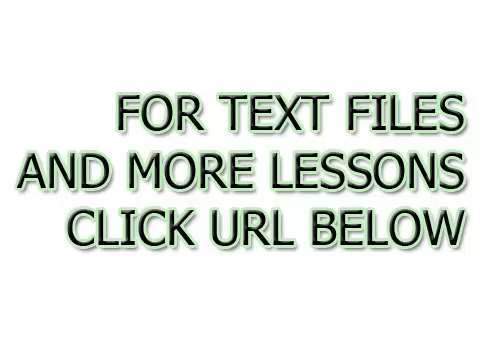 FOR TEXT FILES
AND MORE LESSONS
CLICK URL BELOW